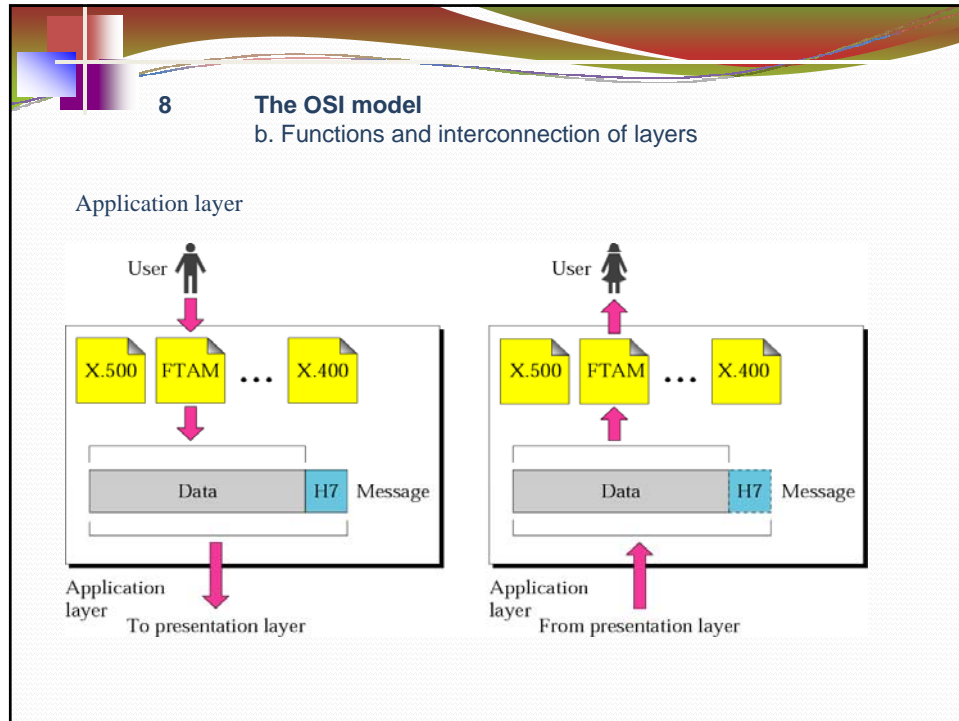 8 The OSI model
b. Functions and interconnection of layers
Application layer
User
X.500 FTAM ... X.400
Data H7 Message
Application
layer
To presentation layer
User
X.500 FTAM ... X.400
Data H7 Message
Application
layer
From presentation layer